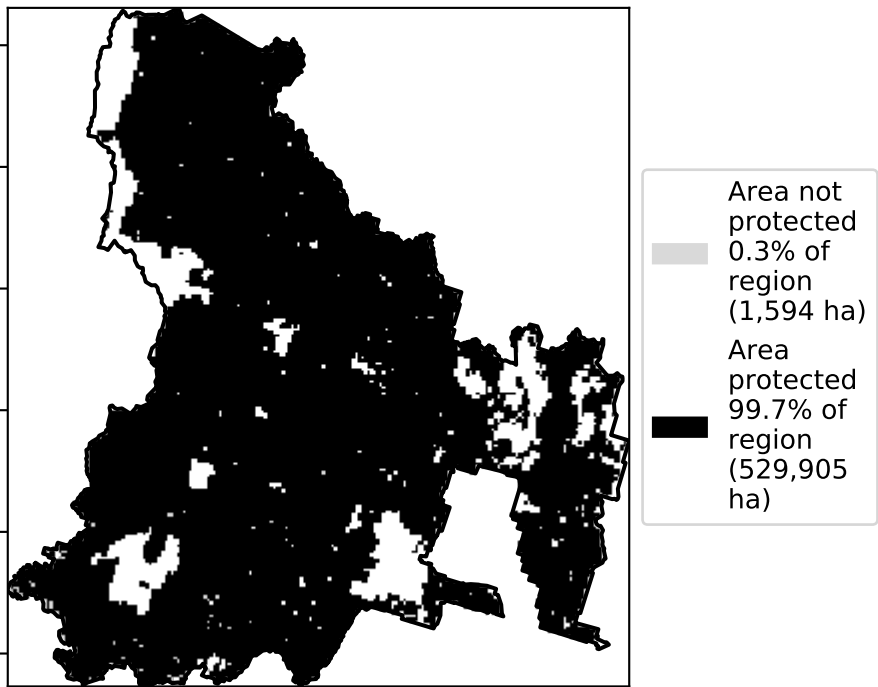 Area not
protected
0.3% of
region
(1,594 ha)
Area
protected
99.7% of
region
(529,905
ha)